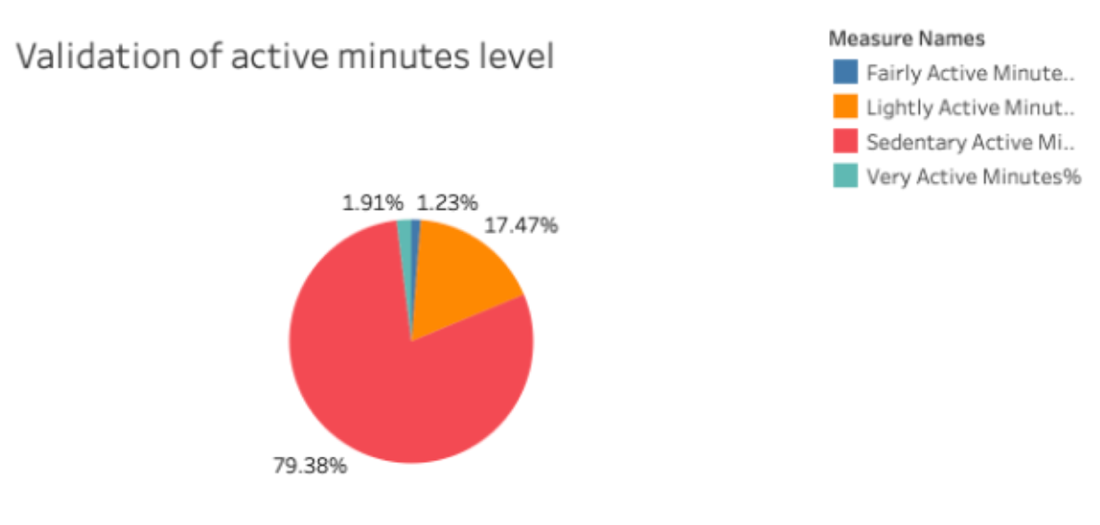 Validation of active minutes level
Measure Names
Fairly Active Minute..
Lightly Active Minut..
Sedentary Active Mi..
Very Active Minutes%
1.91% 1.23%
17.47%
79.38%